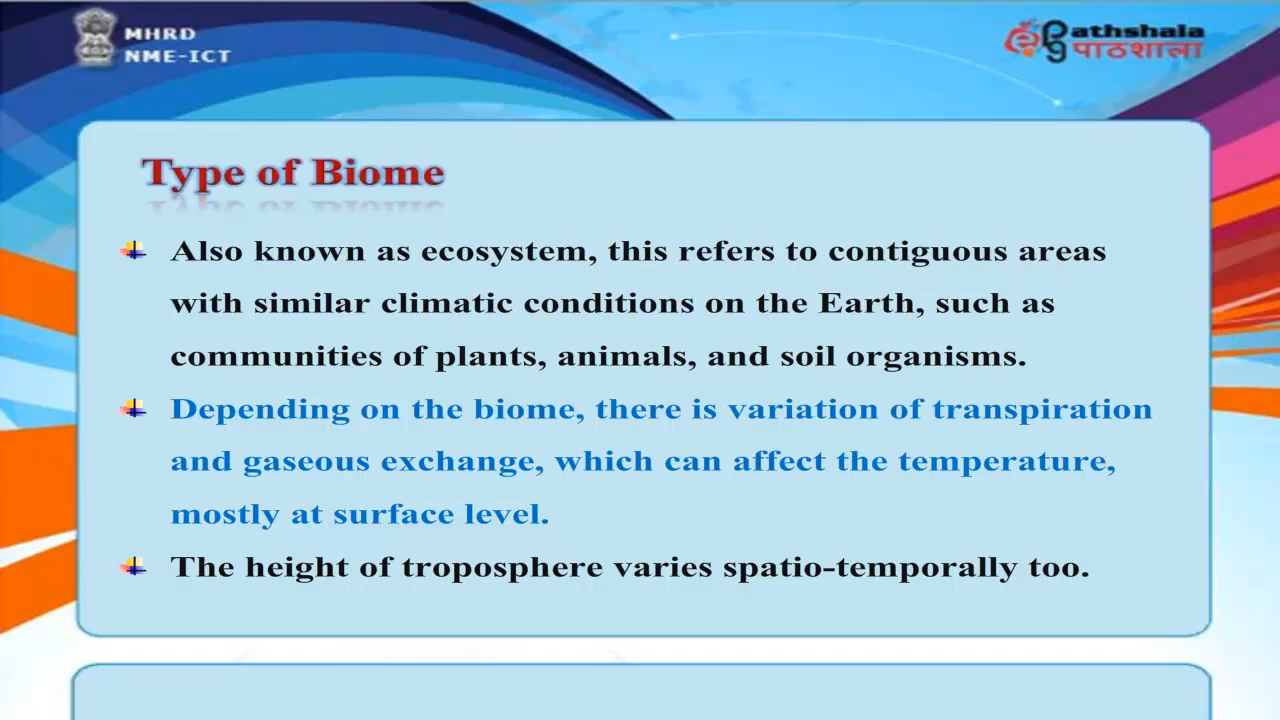 MHRD
NME-ICT
e Pathshala
पाठशाला
Type of Biome
Also known as ecosystem, this refers to contiguous areas
with similar climatic conditions on the Earth, such as
communities of plants, animals, and soil organisms.
Depending on the biome, there is variation of transpiration
and gaseous exchange, which can affect the temperature,
mostly at surface level.
The height of troposphere varies spatio-temporally too.